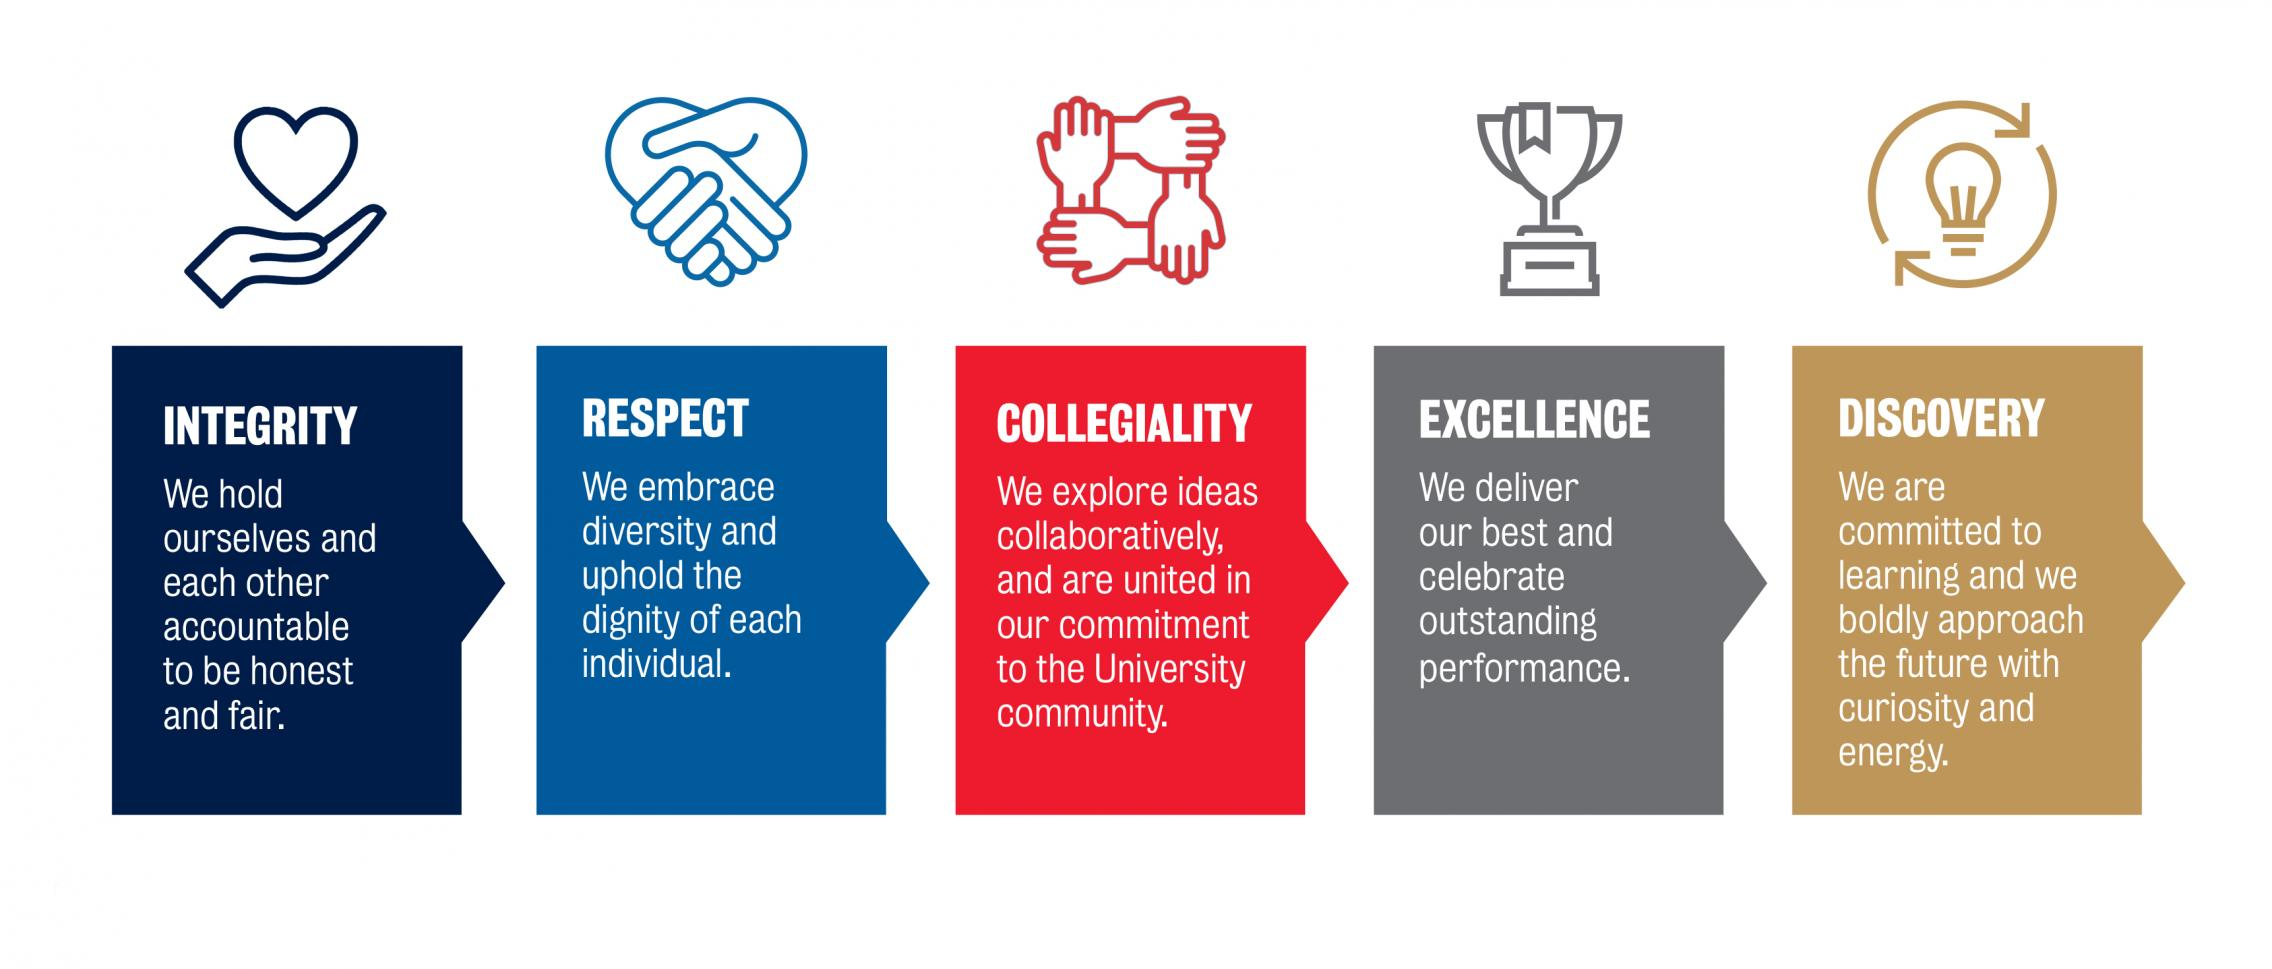 INTEGRITY
We hold
ourselves and
each other
accountable
to be honest
and fair.
RESPECT
We embrace
diversity and
uphold the
dignity of each
individual.
COLLEGIALITY
We explore ideas
collaboratively,
and are united in
our commitment
to the University
community.
EXCELLENCE
We deliver
our best and
celebrate
outstanding
performance.
DISCOVERY
We are
committed to
learning and we
boldly approach
the future with
curiosity and
energy.